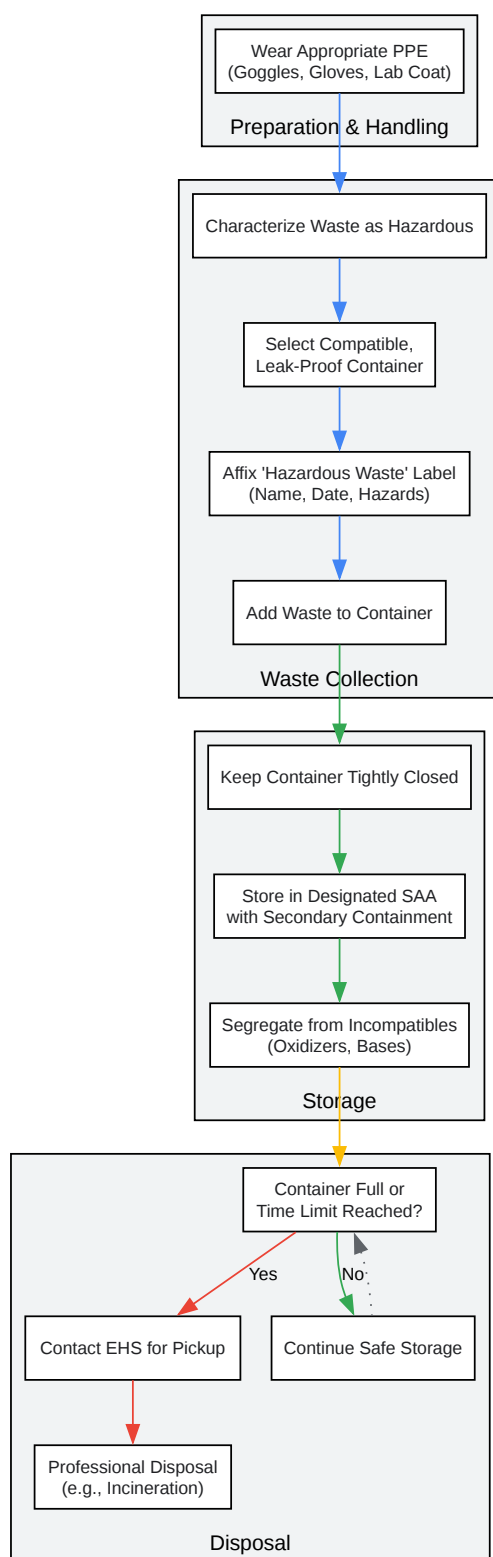 Wear Appropriate PPE
(Goggles, Gloves, Lab Coat)
Preparation & Handling
Characterize Waste as Hazardous
Select Compatible,
Leak-Proof Container
Affix 'Hazardous Waste' Label
(Name, Date, Hazards)
Add Waste to Container
Waste Collection
Keep Container Tightly Closed
Store in Designated SAA
with Secondary Containment
Segregate from Incompatibles
(Oxidizers, Bases)
Storage
Container Full or
Time Limit Reached?
Yes
No
Contact EHS for Pickup
Continue Safe Storage
Professional Disposal
(e.g., Incineration)
Disposal